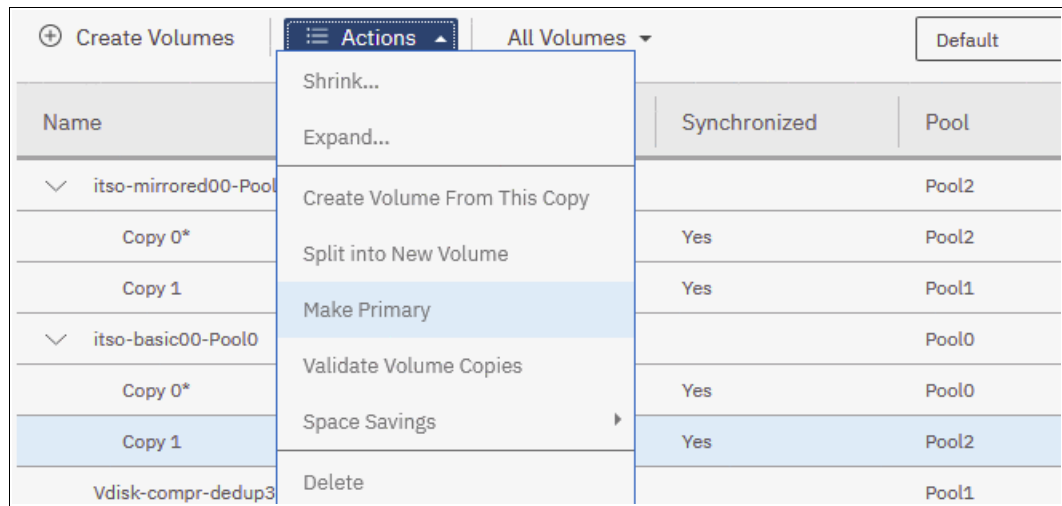 Create Volumes Actions All Volumes Default
Shrink...
Expand...
Create Volume From This Copy
Split into New Volume
Make Primary
Validate Volume Copies
Space Savings
Delete
Name Synchronized Pool
itso-mirrored00-Pool Pool2
Copy 0* Yes Pool2
Copy 1 Yes Pool1
itso-basic00-Pool0 Pool0
Copy 0* Yes Pool0
Copy 1 Yes Pool2
Vdisk-compr-dedup3 Pool1